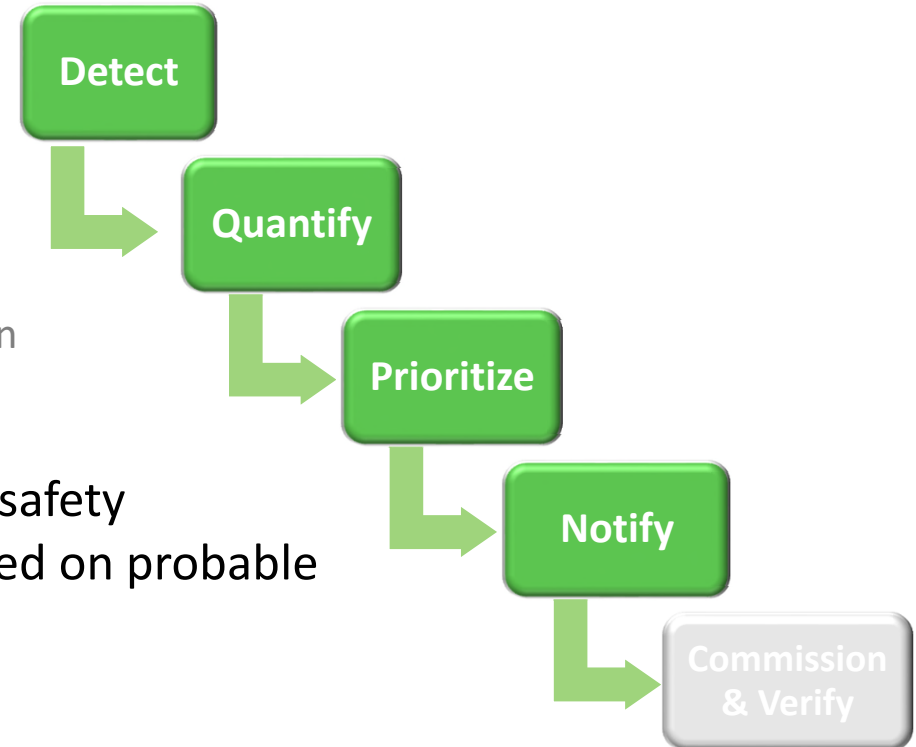 Detect
Quantify
n
Prioritize
safety
Notify
ed on probable
Commission
& Verify